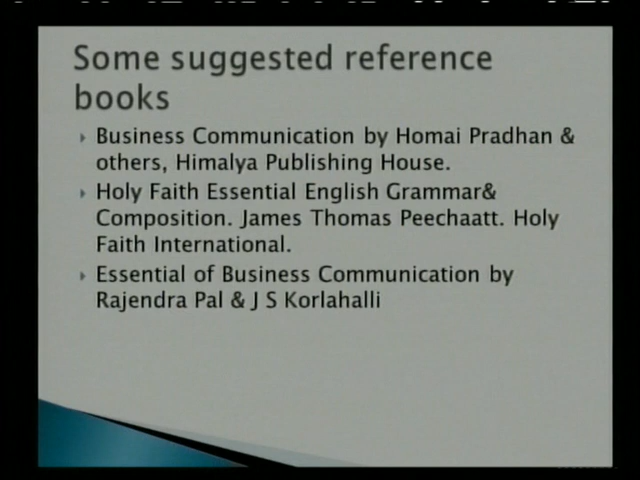 Some suggested reference
books
Business Communication by Homai Pradhan &
others, Himalya Publishing House.
Holy Faith Essential English Grammar&
Composition. James Thomas Peechaatt. Holy
Faith International.
Essential of Business Communication by
Rajendra Pal & J S Korlahalli